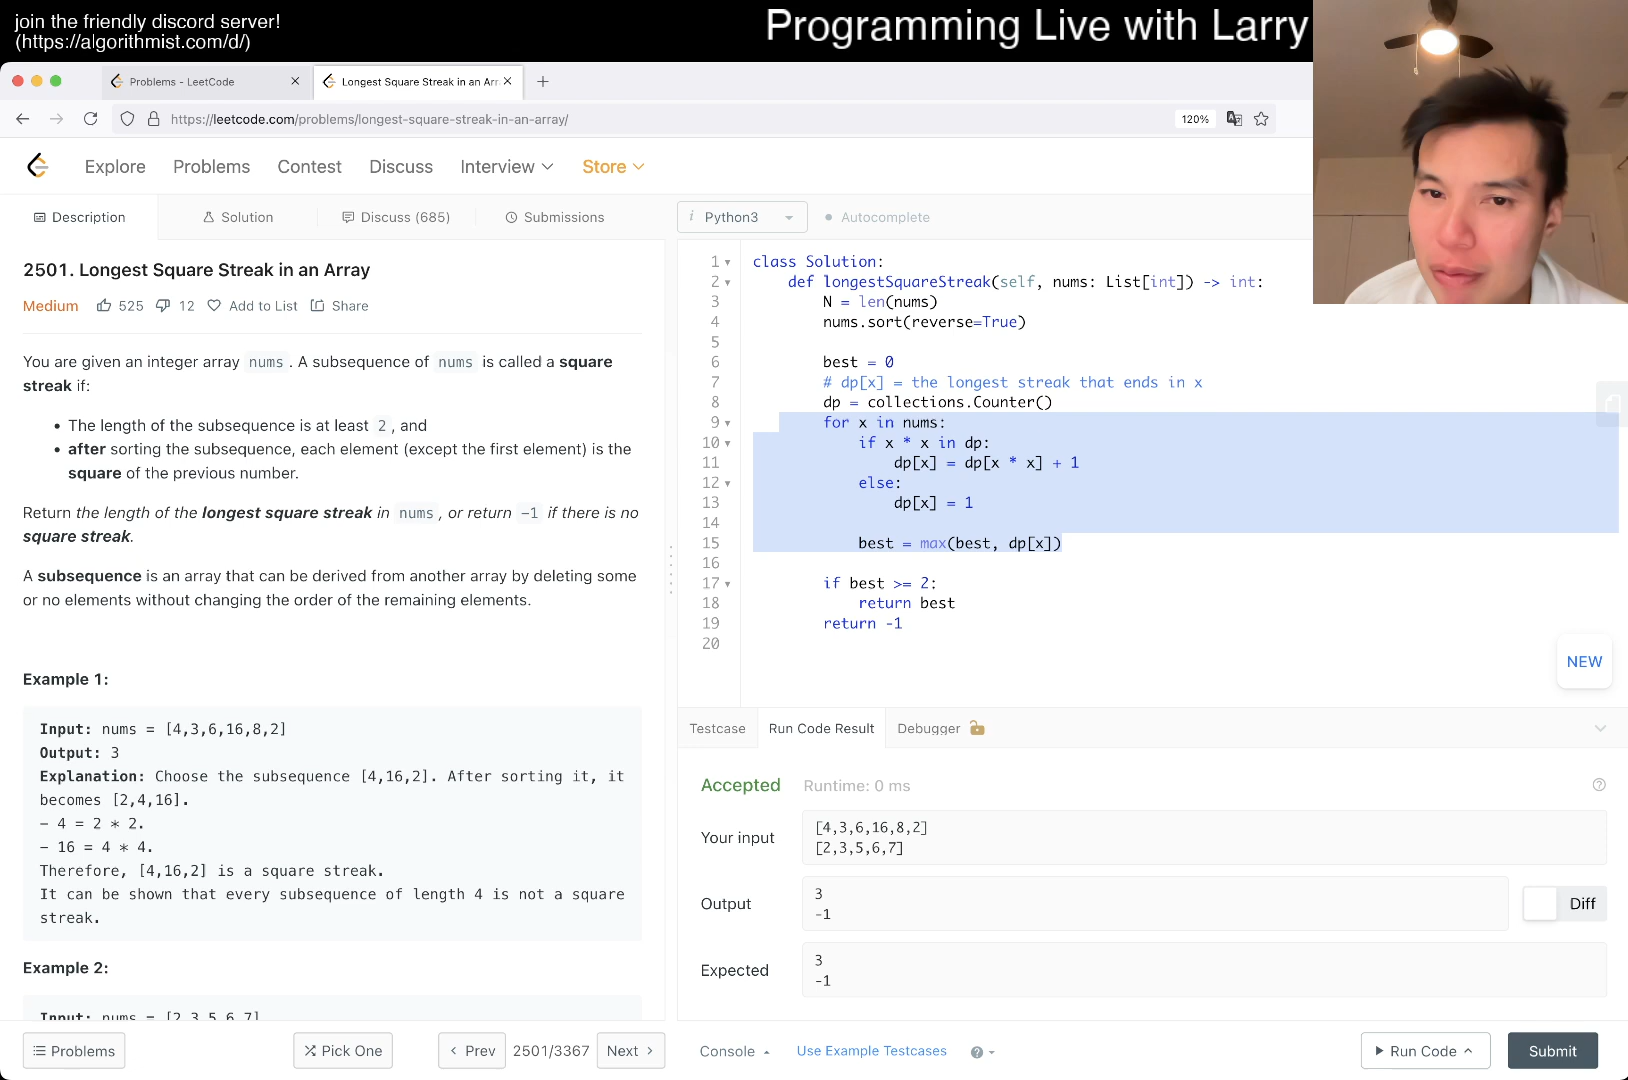 join the friendly discord server!
(https://algorithmist.com/d/)
Programming Live with Larry
Problems - LeetCode
Longest Square Streak in an Arr
https://leetcode.com/problems/longest-square-streak-in-an-array/
120%
Explore
Problems
Contest
Discuss
Interview
Store
Description
Solution
Discuss (685)
Submissions
i Python3
Autocomplete
2501. Longest Square Streak in an Array
Medium
525
12
Add to List
Share
You are given an integer array nums. A subsequence of nums is called a square
streak if:
• The length of the subsequence is at least 2, and
• after sorting the subsequence, each element (except the first element) is the
square of the previous number.
Return the length of the longest square streak in nums, or return -1 if there is no
square streak.
A subsequence is an array that can be derived from another array by deleting some
or no elements without changing the order of the remaining elements.
Example 1:
Input: nums = [4,3,6,16,8,2]
Output: 3
Explanation: Choose the subsequence [4,16,2]. After sorting it, it
becomes [2,4,16].
- 4 = 2 * 2.
- 16 = 4 * 4.
Therefore, [4,16,2] is a square streak.
It can be shown that every subsequence of length 4 is not a square
streak.
Example 2:
Input: nums = [2,3,5,6,7]
1 class Solution:
2 def longestSquareStreak(self, nums: List[int]) -> int:
3 N = len(nums)
4 nums.sort(reverse=True)
5
6 best = 0
7 # dp[x] = the longest streak that ends in x
8 dp = collections.Counter()
9 for x in nums:
10 if x * x in dp:
11 dp[x] = dp[x * x] + 1
12 else:
13 dp[x] = 1
14
15 best = max(best, dp[x])
16
17 if best >= 2:
18 return best
19 return -1
20
NEW
Testcase
Run Code Result
Debugger
Accepted
Runtime: 0 ms
Your input
[4,3,6,16,8,2]
[2,3,5,6,7]
Output
3
-1
Diff
Expected
3
-1
Problems
Pick One
Prev
2501/3367
Next
Console
Use Example Testcases
Run Code
Submit